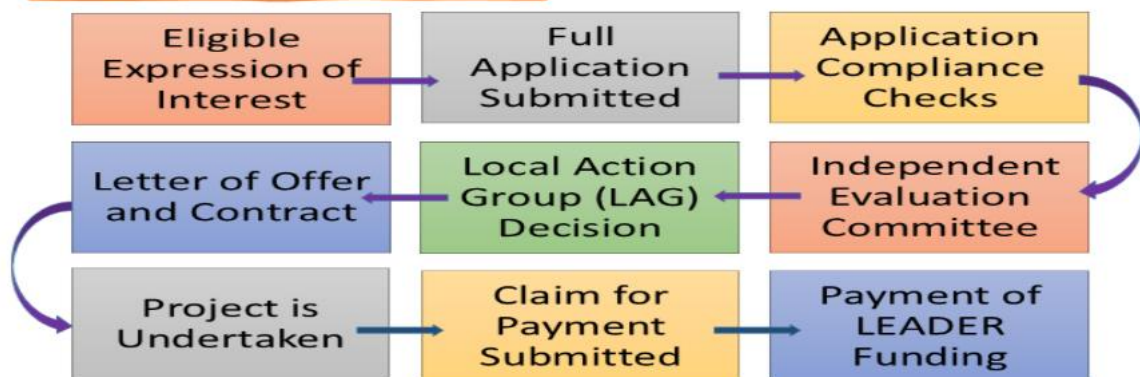 Eligible
Expression of
Interest
Full
Application
Submitted
Application
Compliance
Checks
Independent
Evaluation
Committee
Local Action
Group (LAG)
Decision
Letter of Offer
and Contract
Project is
Undertaken
Claim for
Payment
Submitted
Payment of
LEADER
Funding